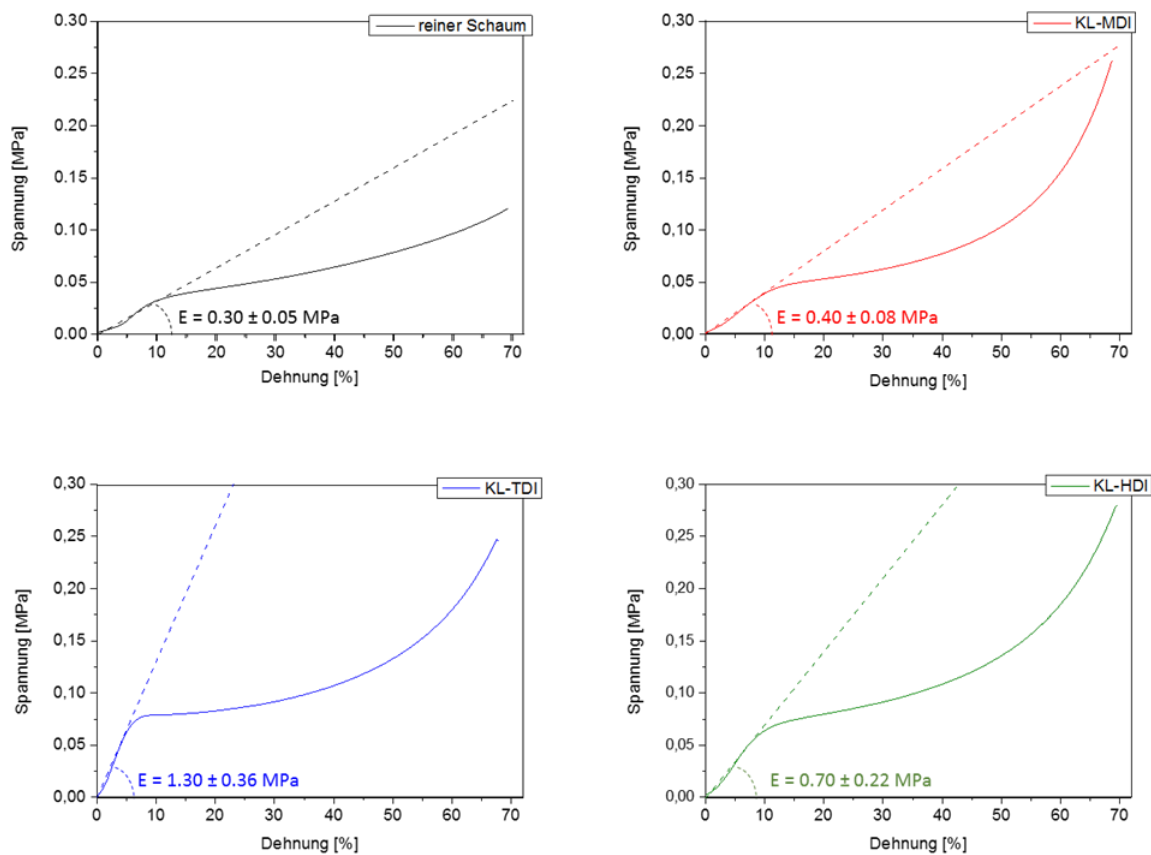 reiner Schaum
0,30
0,25
0,20
0,15
0,10
0,05
0,00
Spannung [MPa]
E = 0.30 ± 0.05 MPa
0 10 20 30 40 50 60 70
Dehnung [%]
KL-MDI
0,30
0,25
0,20
0,15
0,10
0,05
0,00
Spannung [MPa]
E = 0.40 ± 0.08 MPa
0 10 20 30 40 50 60 70
Dehnung [%]
KL-TDI
0,30
0,25
0,20
0,15
0,10
0,05
0,00
Spannung [MPa]
E = 1.30 ± 0.36 MPa
0 10 20 30 40 50 60 70
Dehnung [%]
KL-HDI
0,30
0,25
0,20
0,15
0,10
0,05
0,00
Spannung [MPa]
E = 0.70 ± 0.22 MPa
0 10 20 30 40 50 60 70
Dehnung [%]